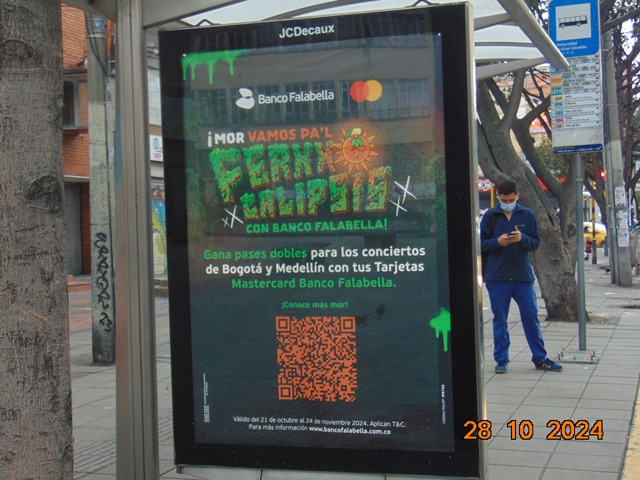 JCDecaux
Banco Falabella
¡MOR VAMOS PA'L
FERXXO
CALIPSIS
CON BANCO FALABELLA!
Gana pases dobles para los conciertos
de Bogotá y Medellín con tus Tarjetas
Mastercard Banco Falabella.
¡Conoce más mor!
Válido del 21 de octubre al 24 de noviembre 2024. Aplican T&C.
Para más información www.bancofalabella.com.co
28 10 2024